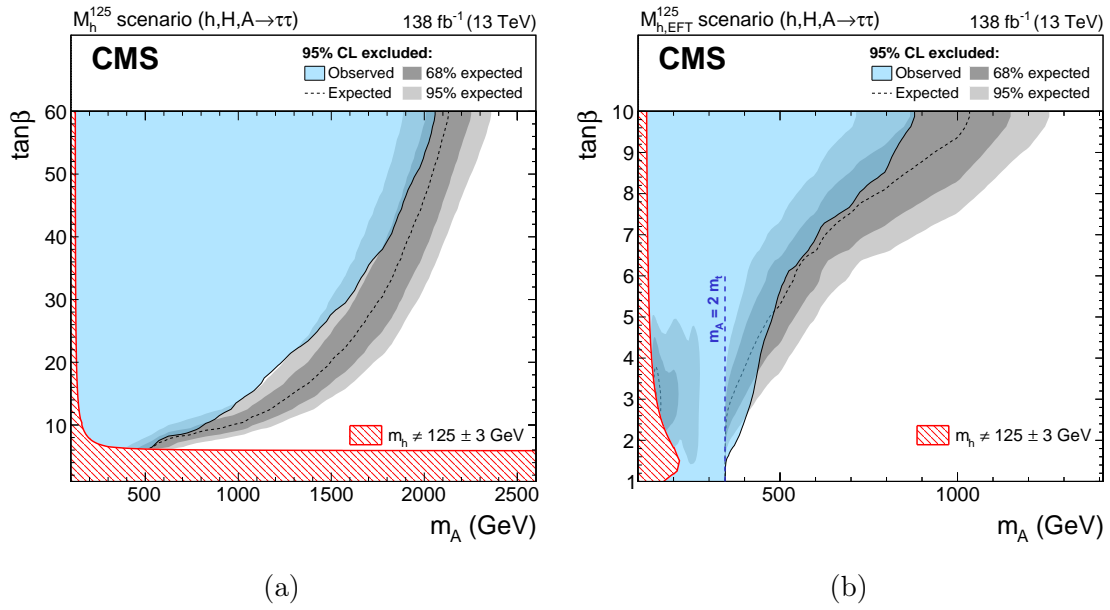 M_h^125 scenario (h,H,A→ττ) 138 fb⁻¹ (13 TeV)
CMS
95% CL excluded:
Observed 68% expected
Expected 95% expected
tanβ
60
50
40
30
20
10
m_h ≠ 125 ± 3 GeV
500 1000 1500 2000 2500
m_A (GeV)
(a)
M_h,EFT^125 scenario (h,H,A→ττ) 138 fb⁻¹ (13 TeV)
CMS
95% CL excluded:
Observed 68% expected
Expected 95% expected
tanβ
10
9
8
7
6
5
4
3
2
1
m_A = 2 m_t
m_h ≠ 125 ± 3 GeV
500 1000
m_A (GeV)
(b)